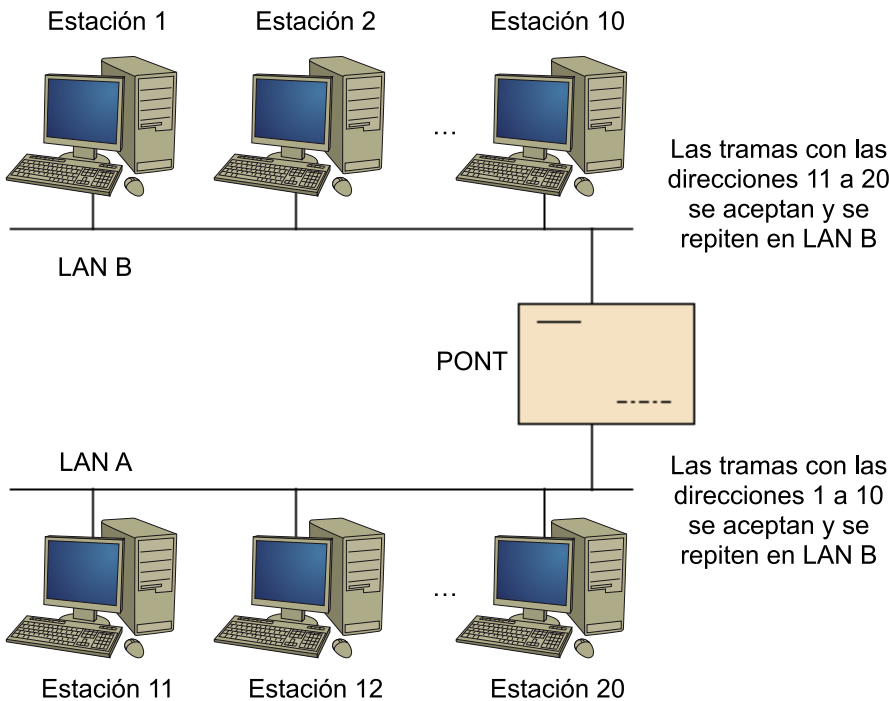 Estación 1
Estación 2
Estación 10
...
Las tramas con las
direcciones 11 a 20
se aceptan y se
repiten en LAN B
LAN B
PONT
LAN A
Las tramas con las
direcciones 1 a 10
se aceptan y se
repiten en LAN B
...
Estación 11
Estación 12
Estación 20